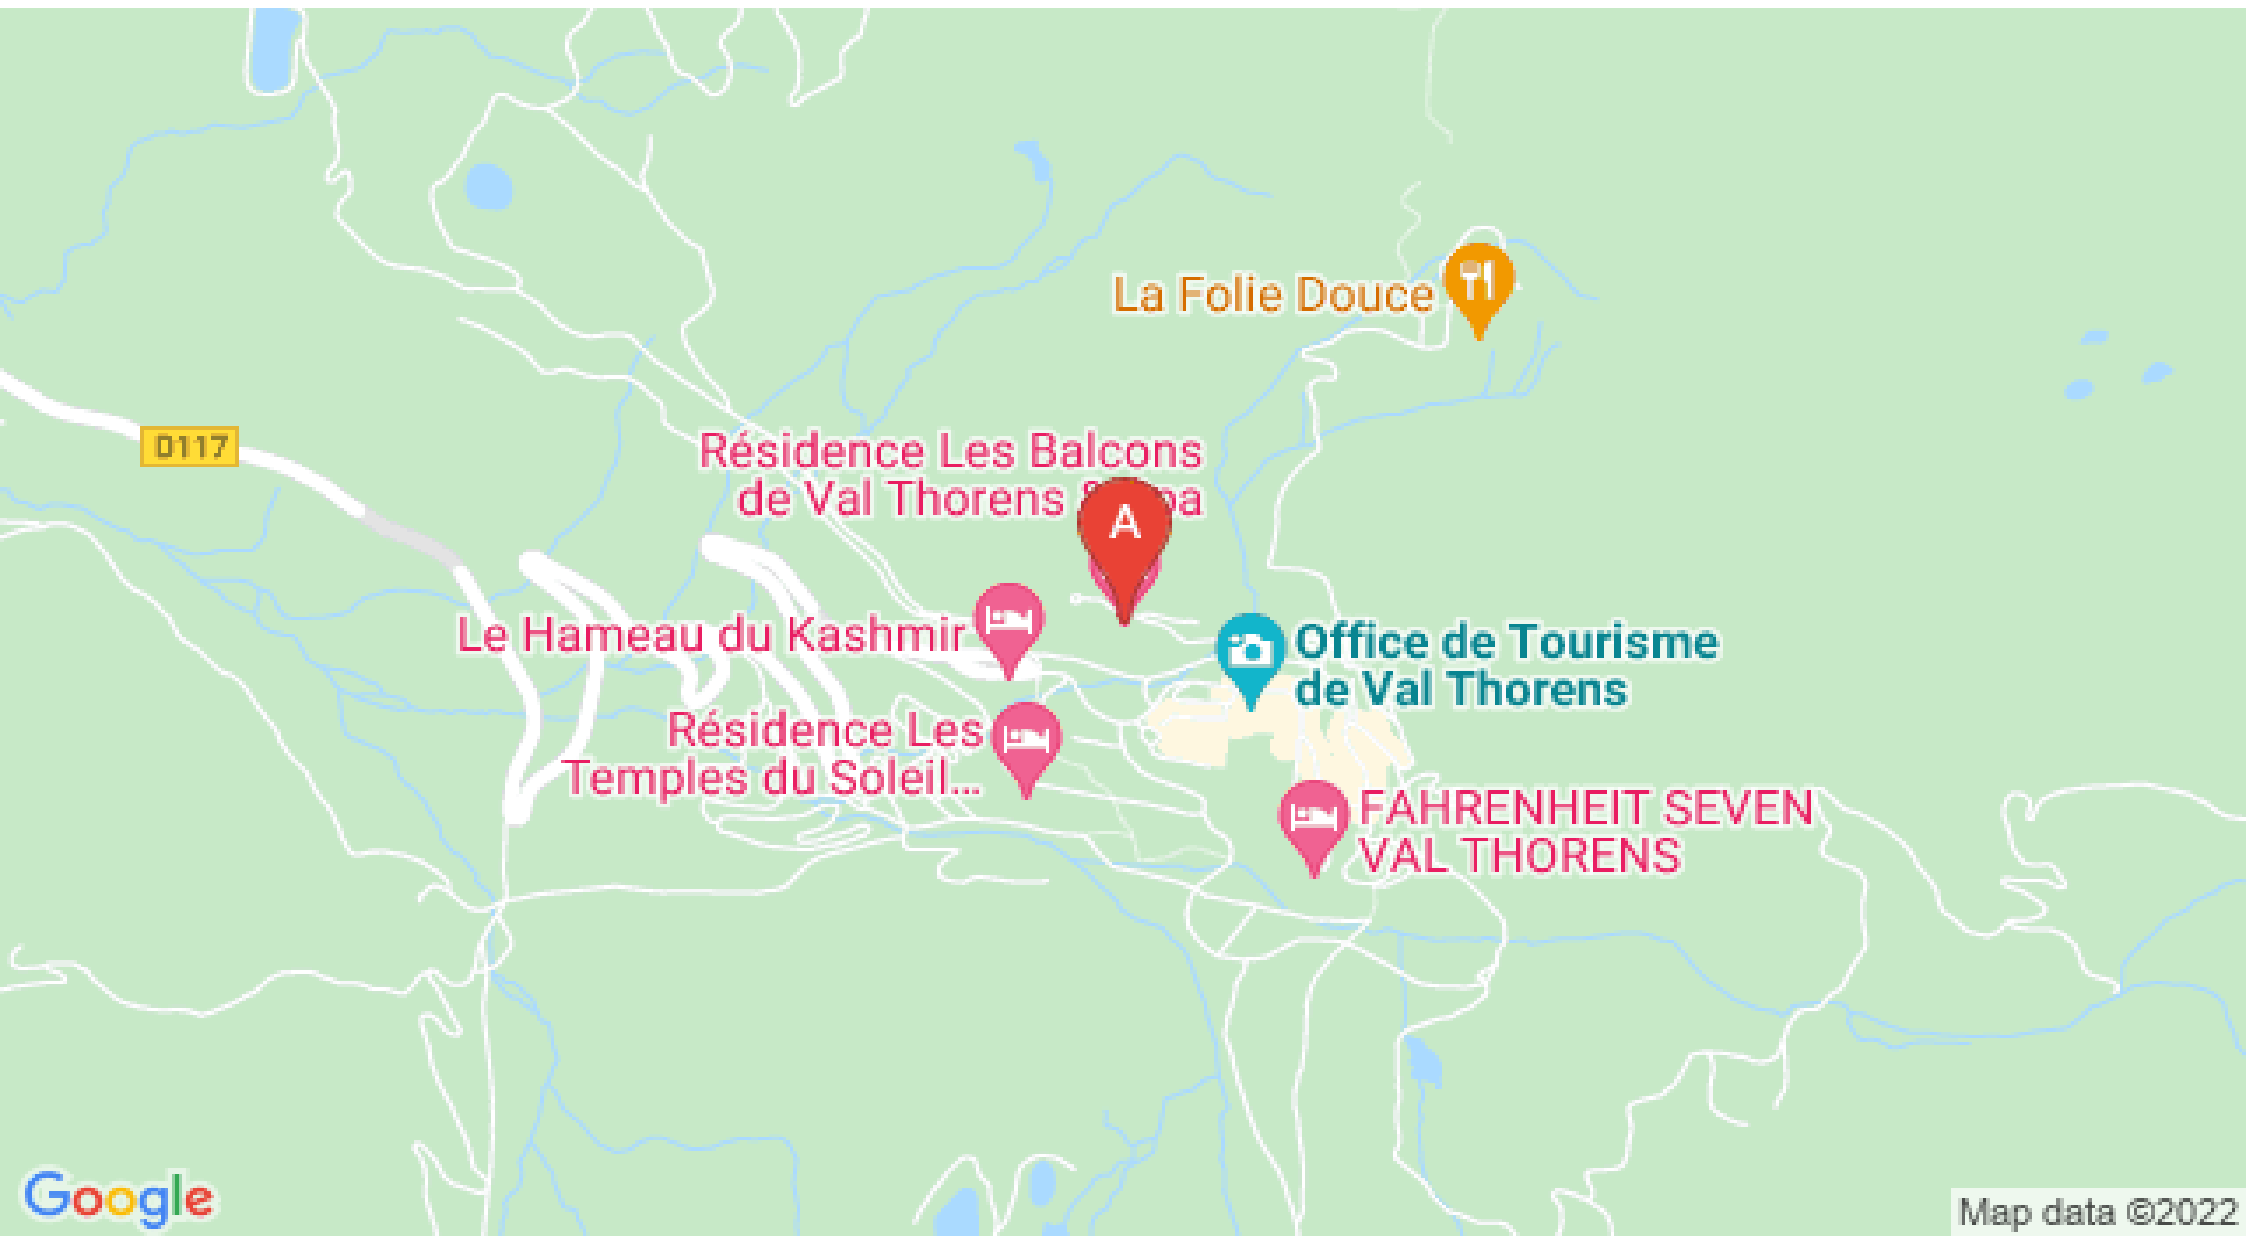 La Folie Douce
D117
Résidence Les Balcons
de Val Thorens
A
Le Hameau du Kashmir
Office de Tourisme
de Val Thorens
Résidence Les
Temples du Soleil...
FAHRENHEIT SEVEN
VAL THORENS
Google
Map data ©2022